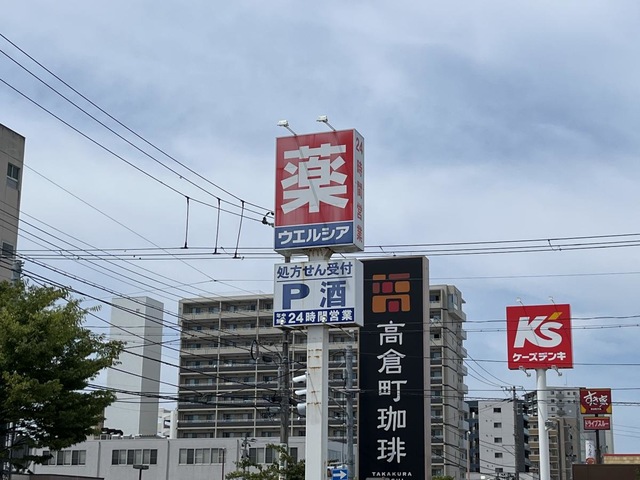 薬
24時間営業
ウエルシア
処方せん受付
P 酒
24時間営業
高倉町珈琲
TAKAKURA
K's
ケーズデンキ
すき家
ドライブスルー